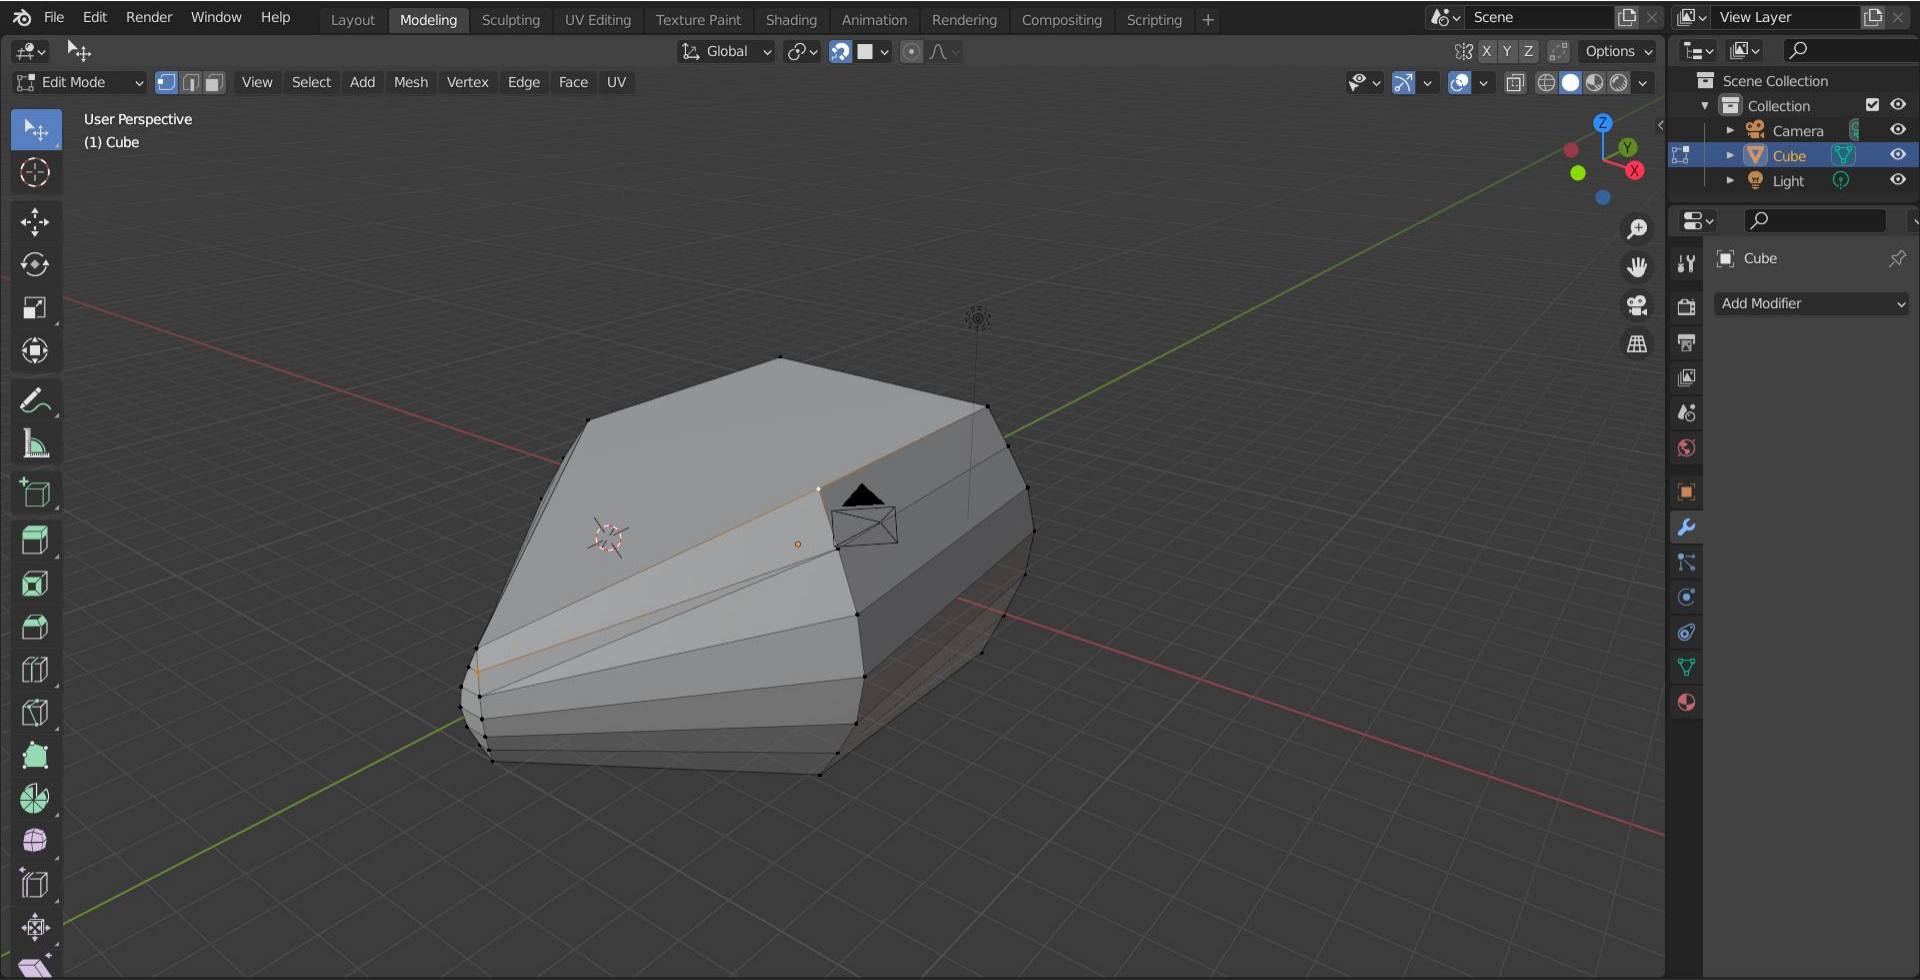 File Edit Render Window Help Layout Modeling Sculpting UV Editing Texture Paint Shading Animation Rendering Compositing Scripting + Scene View Layer
Global X Y Z Options
Edit Mode View Select Add Mesh Vertex Edge Face UV
Scene Collection
Collection
Camera
Cube
Light
User Perspective
(1) Cube
Z
Y
X
Cube
Add Modifier